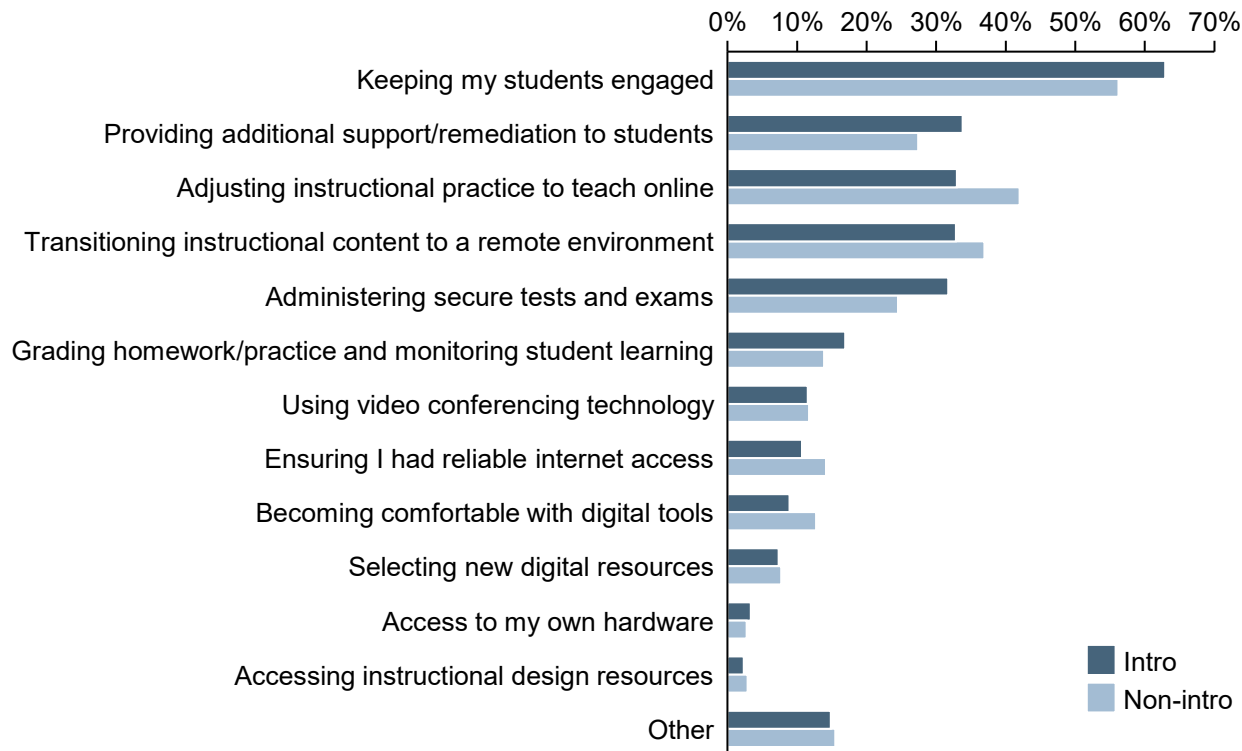 0% 10% 20% 30% 40% 50% 60% 70%
Keeping my students engaged
Providing additional support/remediation to students
Adjusting instructional practice to teach online
Transitioning instructional content to a remote environment
Administering secure tests and exams
Grading homework/practice and monitoring student learning
Using video conferencing technology
Ensuring I had reliable internet access
Becoming comfortable with digital tools
Selecting new digital resources
Access to my own hardware
Accessing instructional design resources
Other
Intro
Non-intro